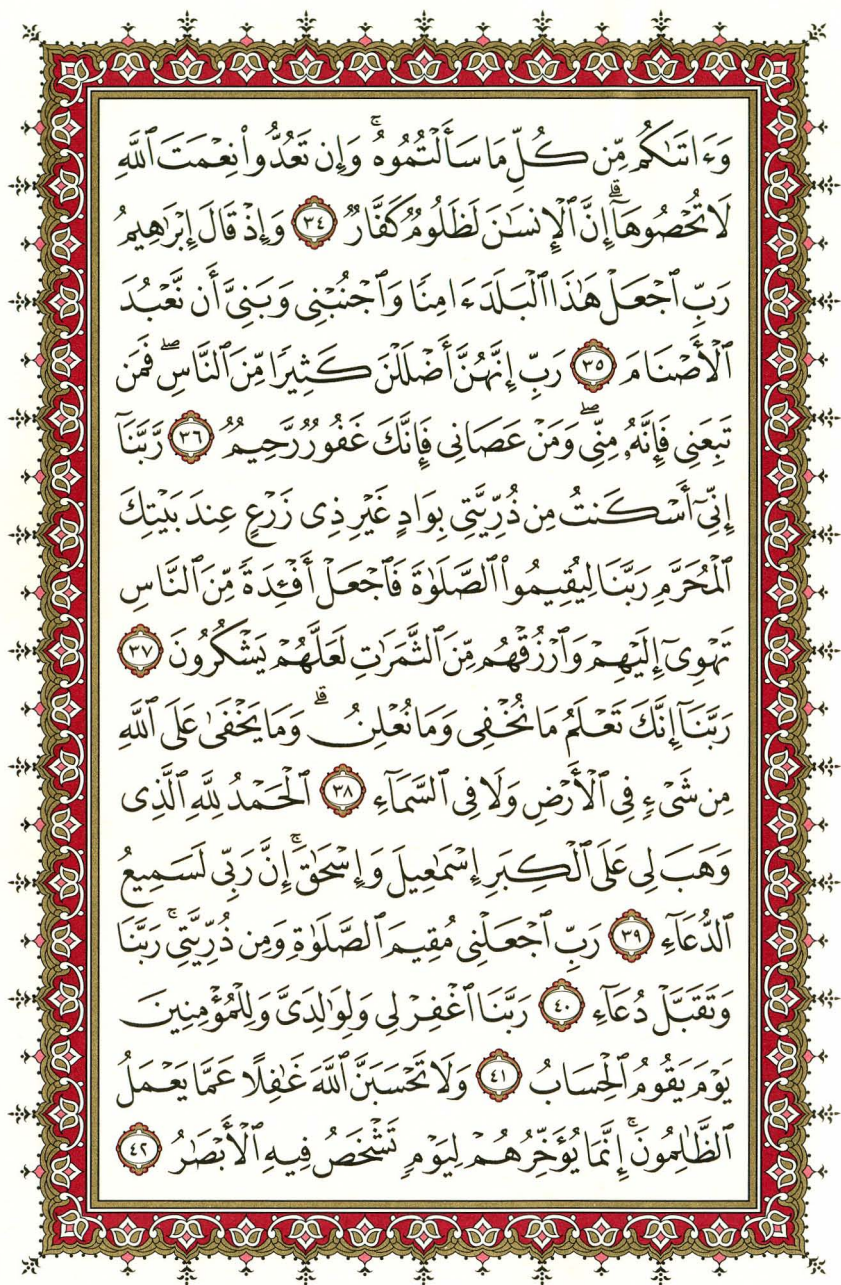 وَءَاتَىٰكُم مِّن كُلِّ مَا سَأَلْتُمُوهُ ۚ وَإِن تَعُدُّوا۟ نِعْمَتَ ٱللَّهِ
لَا تُحْصُوهَآ ۗ إِنَّ ٱلْإِنسَٰنَ لَظَلُومٌ كَفَّارٌ ٣٤ وَإِذْ قَالَ إِبْرَٰهِيمُ
رَبِّ ٱجْعَلْ هَٰذَا ٱلْبَلَدَ ءَامِنًا وَٱجْنُبْنِى وَبَنِىَّ أَن نَّعْبُدَ
ٱلْأَصْنَامَ ٣٥ رَبِّ إِنَّهُنَّ أَضْلَلْنَ كَثِيرًا مِّنَ ٱلنَّاسِ ۖ فَمَن
تَبِعَنِى فَإِنَّهُۥ مِنِّى ۖ وَمَنْ عَصَانِى فَإِنَّكَ غَفُورٌ رَّحِيمٌ ٣٦ رَّبَّنَآ
إِنِّىٓ أَسْكَنتُ مِن ذُرِّيَّتِى بِوَادٍ غَيْرِ ذِى زَرْعٍ عِندَ بَيْتِكَ
ٱلْمُحَرَّمِ رَبَّنَا لِيُقِيمُوا۟ ٱلصَّلَوٰةَ فَٱجْعَلْ أَفْـِٔدَةً مِّنَ ٱلنَّاسِ
تَهْوِىٓ إِلَيْهِمْ وَٱرْزُقْهُم مِّنَ ٱلثَّمَرَٰتِ لَعَلَّهُمْ يَشْكُرُونَ ٣٧
رَبَّنَآ إِنَّكَ تَعْلَمُ مَا نُخْفِى وَمَا نُعْلِنُ ۗ وَمَا يَخْفَىٰ عَلَى ٱللَّهِ
مِن شَىْءٍ فِى ٱلْأَرْضِ وَلَا فِى ٱلسَّمَآءِ ٣٨ ٱلْحَمْدُ لِلَّهِ ٱلَّذِى
وَهَبَ لِى عَلَى ٱلْكِبَرِ إِسْمَٰعِيلَ وَإِسْحَٰقَ ۚ إِنَّ رَبِّى لَسَمِيعُ
ٱلدُّعَآءِ ٣٩ رَبِّ ٱجْعَلْنِى مُقِيمَ ٱلصَّلَوٰةِ وَمِن ذُرِّيَّتِى ۚ رَبَّنَا
وَتَقَبَّلْ دُعَآءِ ٤٠ رَبَّنَا ٱغْفِرْ لِى وَلِوَٰلِدَىَّ وَلِلْمُؤْمِنِينَ
يَوْمَ يَقُومُ ٱلْحِسَابُ ٤١ وَلَا تَحْسَبَنَّ ٱللَّهَ غَٰفِلًا عَمَّا يَعْمَلُ
ٱلظَّٰلِمُونَ ۚ إِنَّمَا يُؤَخِّرُهُمْ لِيَوْمٍ تَشْخَصُ فِيهِ ٱلْأَبْصَٰرُ ٤٢